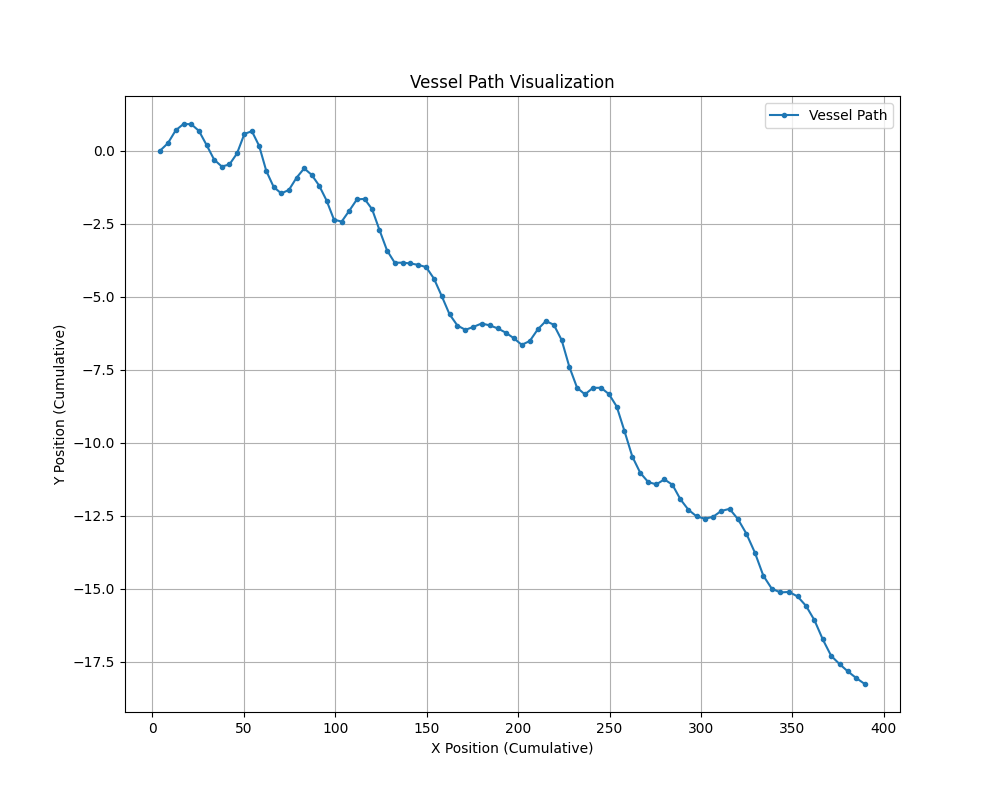 Vessel Path Visualization
Vessel Path
0.0
−2.5
−5.0
−7.5
−10.0
−12.5
−15.0
−17.5
Y Position (Cumulative)
0 50 100 150 200 250 300 350 400
X Position (Cumulative)